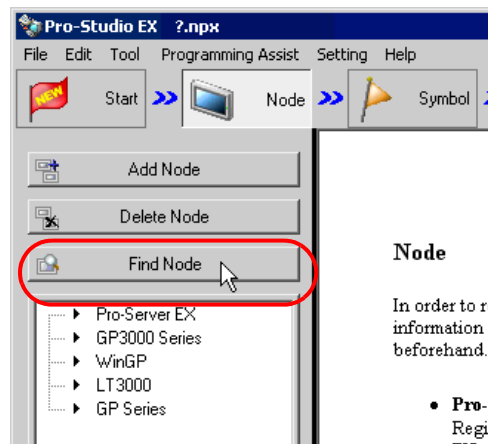 Pro-Studio EX ?.npx
File Edit Tool Programming Assist Setting Help
NEW Start Node Symbol
Add Node
Delete Node
Find Node
Pro-Server EX
GP3000 Series
WinGP
LT3000
GP Series
Node
In order to
information
beforehand.
Pro-